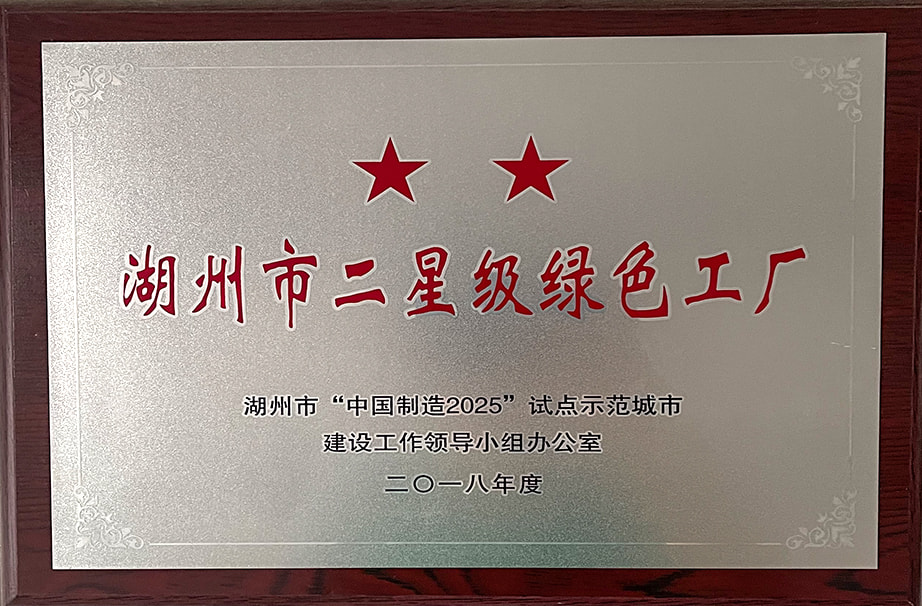 湖州市二星级绿色工厂
湖州市“中国制造2025”试点示范城市
建设工作领导小组办公室
二〇一八年度